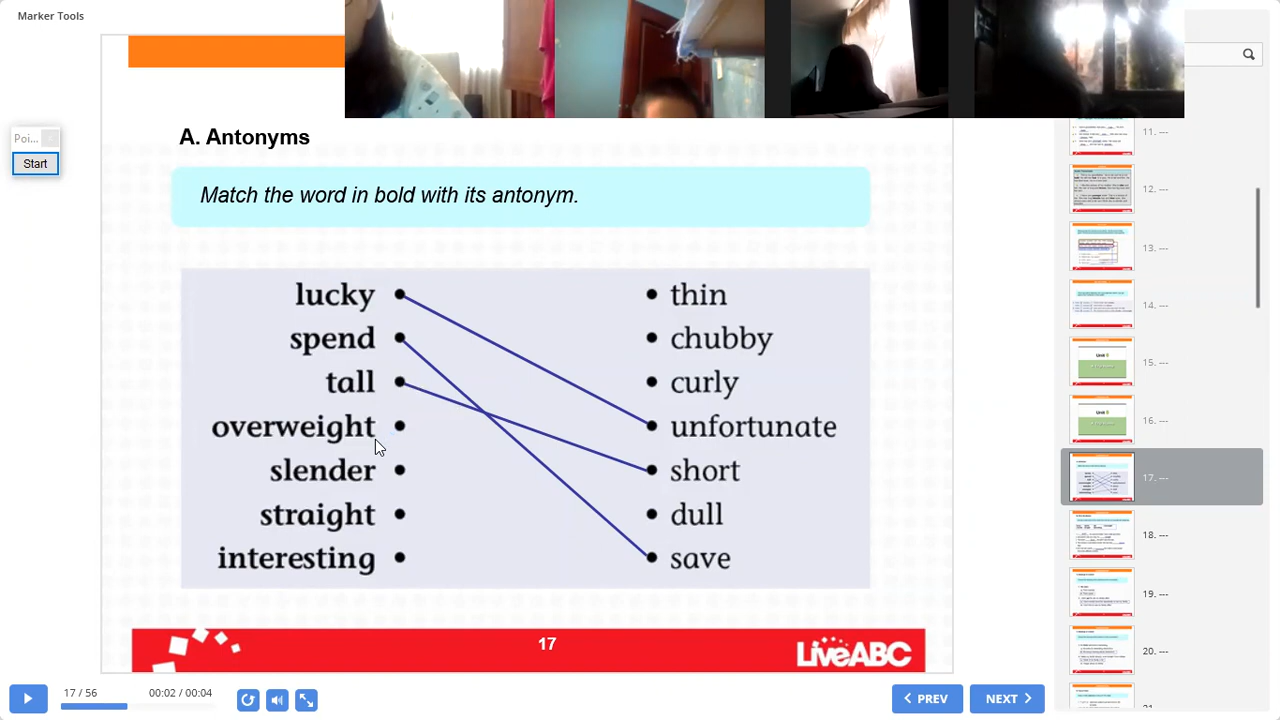 Marker Tools
Poi...
Start
A. Antonyms
Match the word in bold with its antonym.
lucky
spend
tall
overweight
slender
straight
interesting
thin
chubby
curly
unfortunate
short
dull
save
17
LiveABC
17 / 56
00:02 / 00:04
PREV
NEXT
11. ---
12. ---
13. ---
14. ---
15. ---
16. ---
17. ---
18. ---
19. ---
20. ---